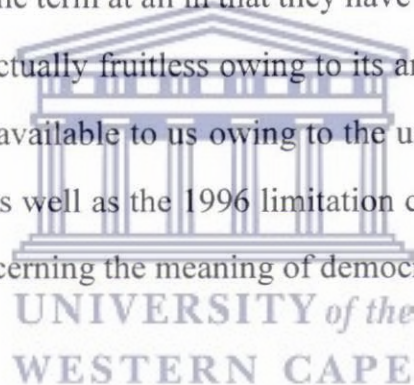 the term at all in that they have
ctually fruitless owing to its an
available to us owing to the u
s well as the 1996 limitation c
cerning the meaning of democ
UNIVERSITY of the
WESTERN CAPE